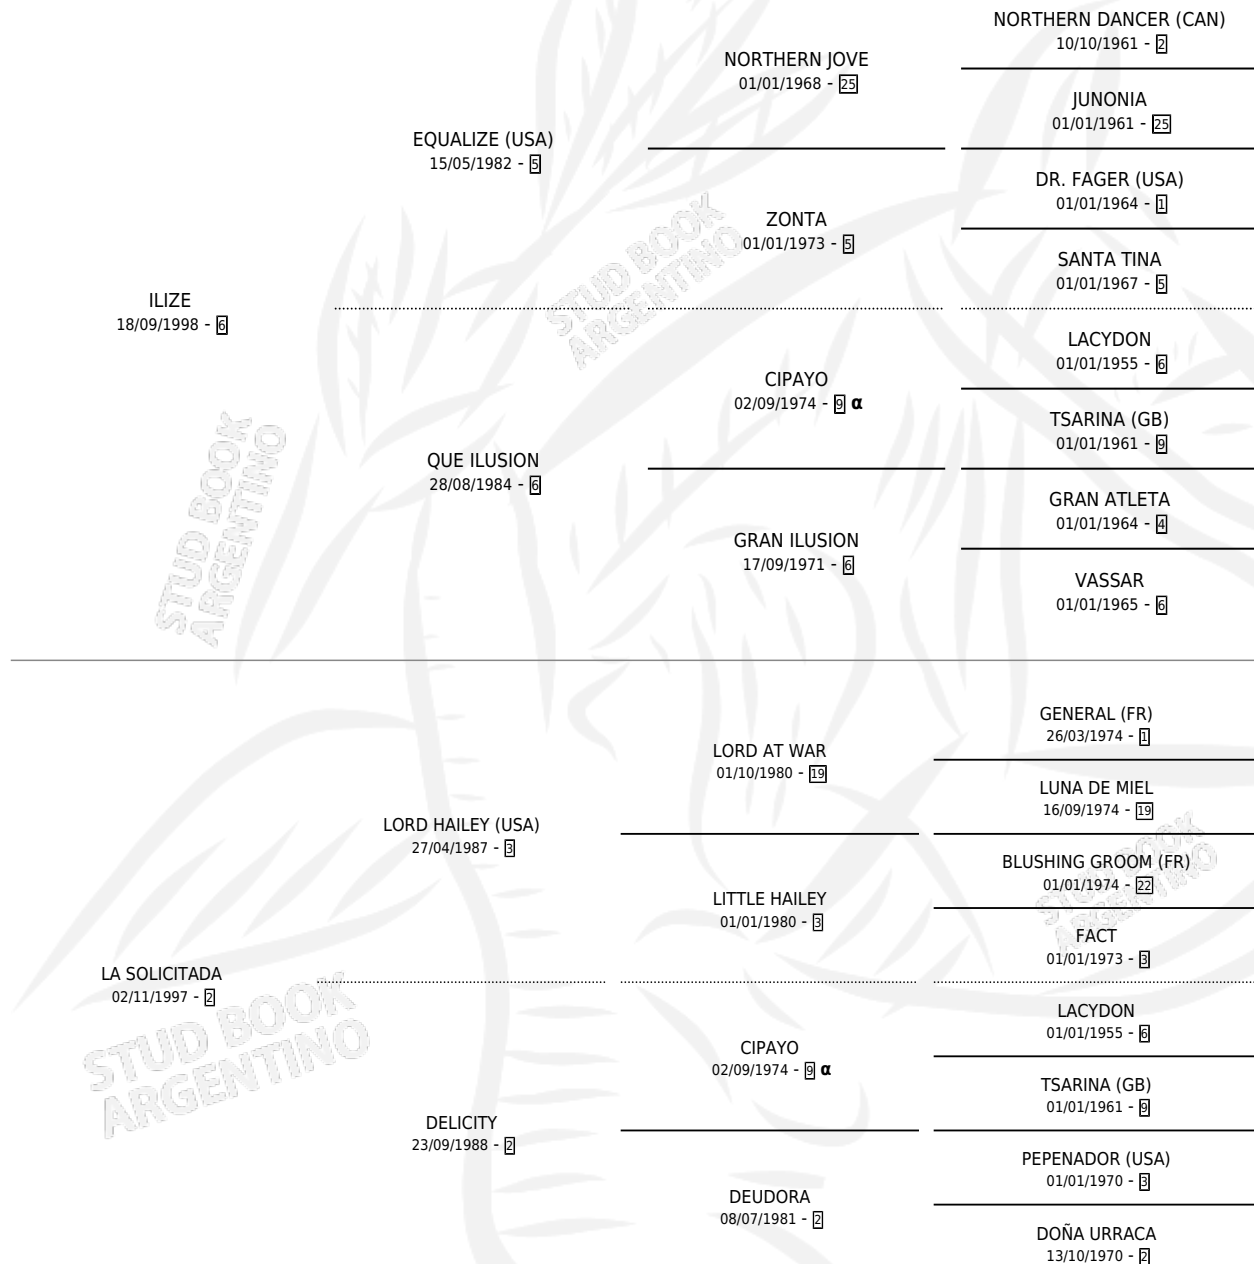 NORTHERN DANCER (CAN)
10/10/1961 - 2
NORTHERN JOVE
01/01/1968 - 25
JUNONIA
01/01/1961 - 25
EQUALIZE (USA)
15/05/1982 - 5
DR. FAGER (USA)
01/01/1964 - 1
ZONTA
01/01/1973 - 5
SANTA TINA
01/01/1967 - 5
ILIZE
18/09/1998 - 6
LACYDON
01/01/1955 - 6
CIPAYO
02/09/1974 - 9 α
TSARINA (GB)
01/01/1961 - 9
QUE ILUSION
28/08/1984 - 6
GRAN ATLETA
01/01/1964 - 4
GRAN ILUSION
17/09/1971 - 6
VASSAR
01/01/1965 - 6
GENERAL (FR)
26/03/1974 - 1
LORD AT WAR
01/10/1980 - 19
LUNA DE MIEL
16/09/1974 - 19
LORD HAILEY (USA)
27/04/1987 - 3
BLUSHING GROOM (FR)
01/01/1974 - 22
LITTLE HAILEY
01/01/1980 - 3
FACT
01/01/1973 - 3
LA SOLICITADA
02/11/1997 - 2
LACYDON
01/01/1955 - 6
CIPAYO
02/09/1974 - 9 α
TSARINA (GB)
01/01/1961 - 9
DELICITY
23/09/1988 - 2
PEPENADOR (USA)
01/01/1970 - 3
DEUDORA
08/07/1981 - 2
DOÑA URRACA
13/10/1970 - 2
STUD BOOK
ARGENTINO
STUD BOOK
ARGENTINO
STUD BOOK
ARGENTINO
STUD BOOK
ARGENTINO